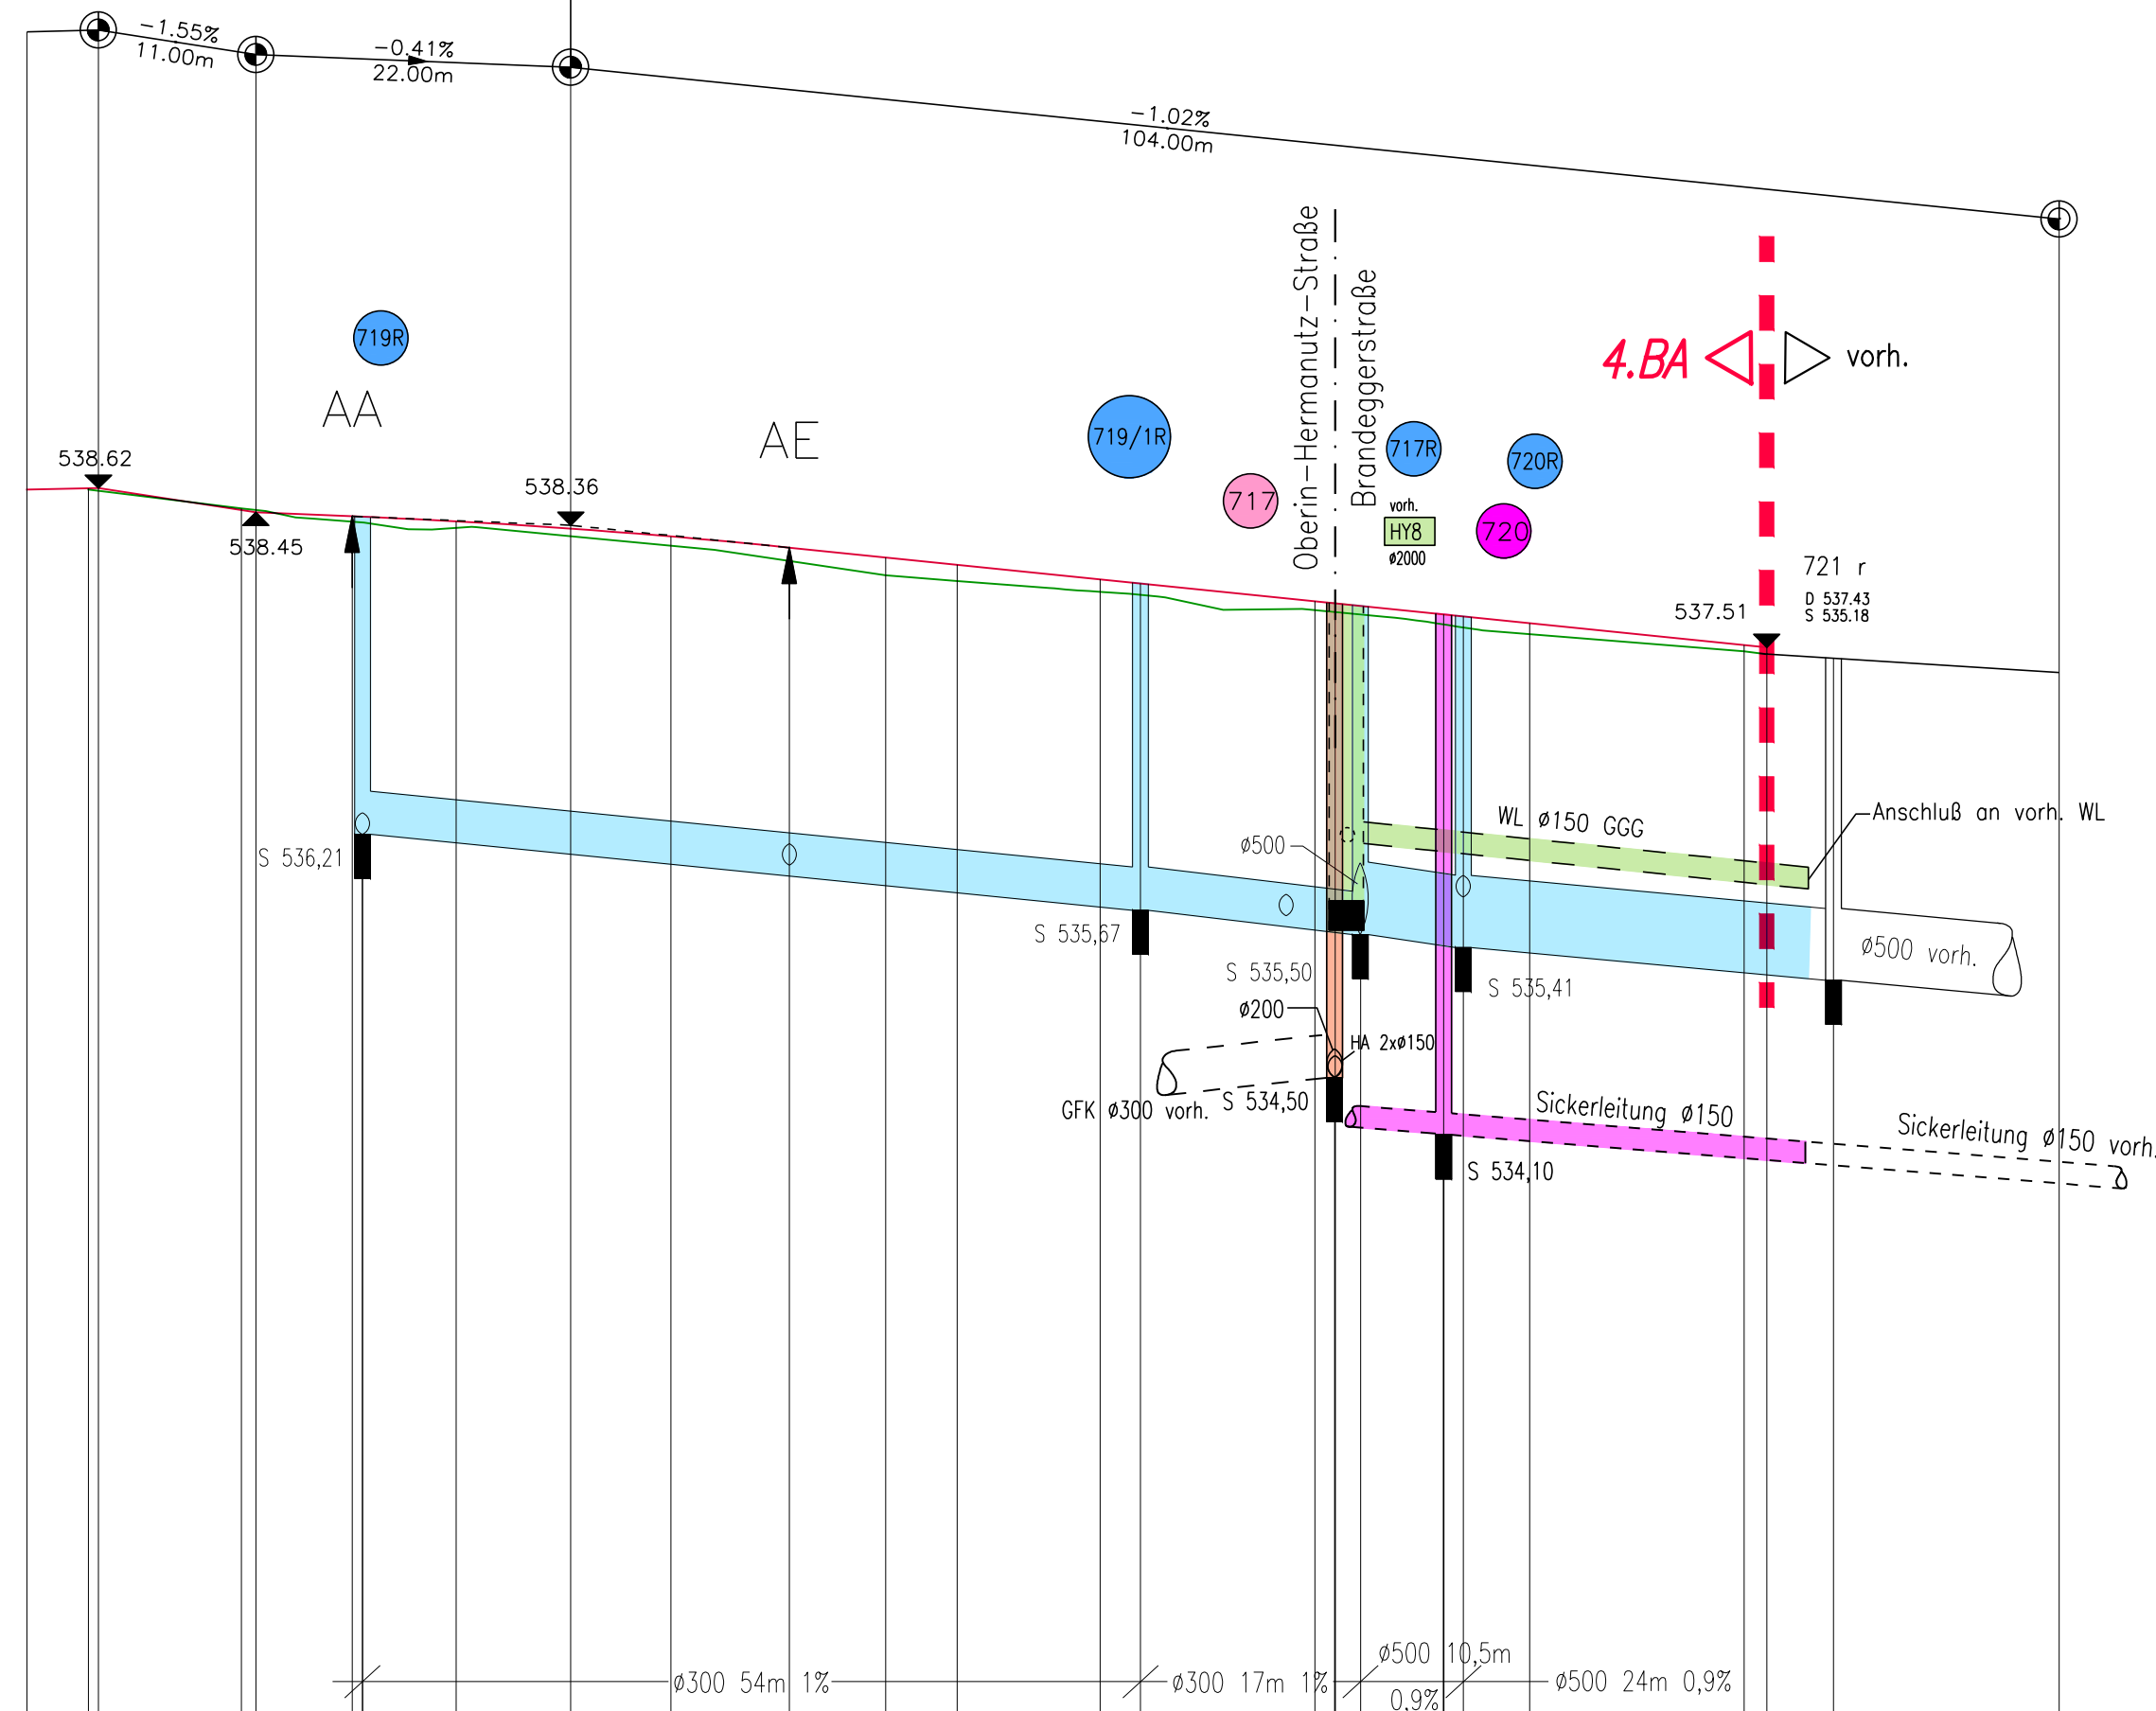 -1.55%
11.00m
-0.41%
22.00m
-1.02%
104.00m
Oberin-Hermanutz-Straße
Brandeggerstraße
719R
AA
4.BA
vorh.
AE
719/1R
717R
720R
538.62
538.36
538.45
717
vorh.
HY8
ø2000
720
721 r
D 537.43
S 535.18
537.51
WL ø150 GGG
Anschluß an vorh. WL
ø500
S 536,21
S 535,67
ø500 vorh.
S 535,50
S 535,41
ø200
HA 2xø150
GFK ø300 vorh.
S 534,50
Sickerleitung ø150
Sickerleitung ø150 vorh.
S 534,10
ø300 54m 1%
ø300 17m 1%
ø500 10,5m
0,9%
ø500 24m 0,9%